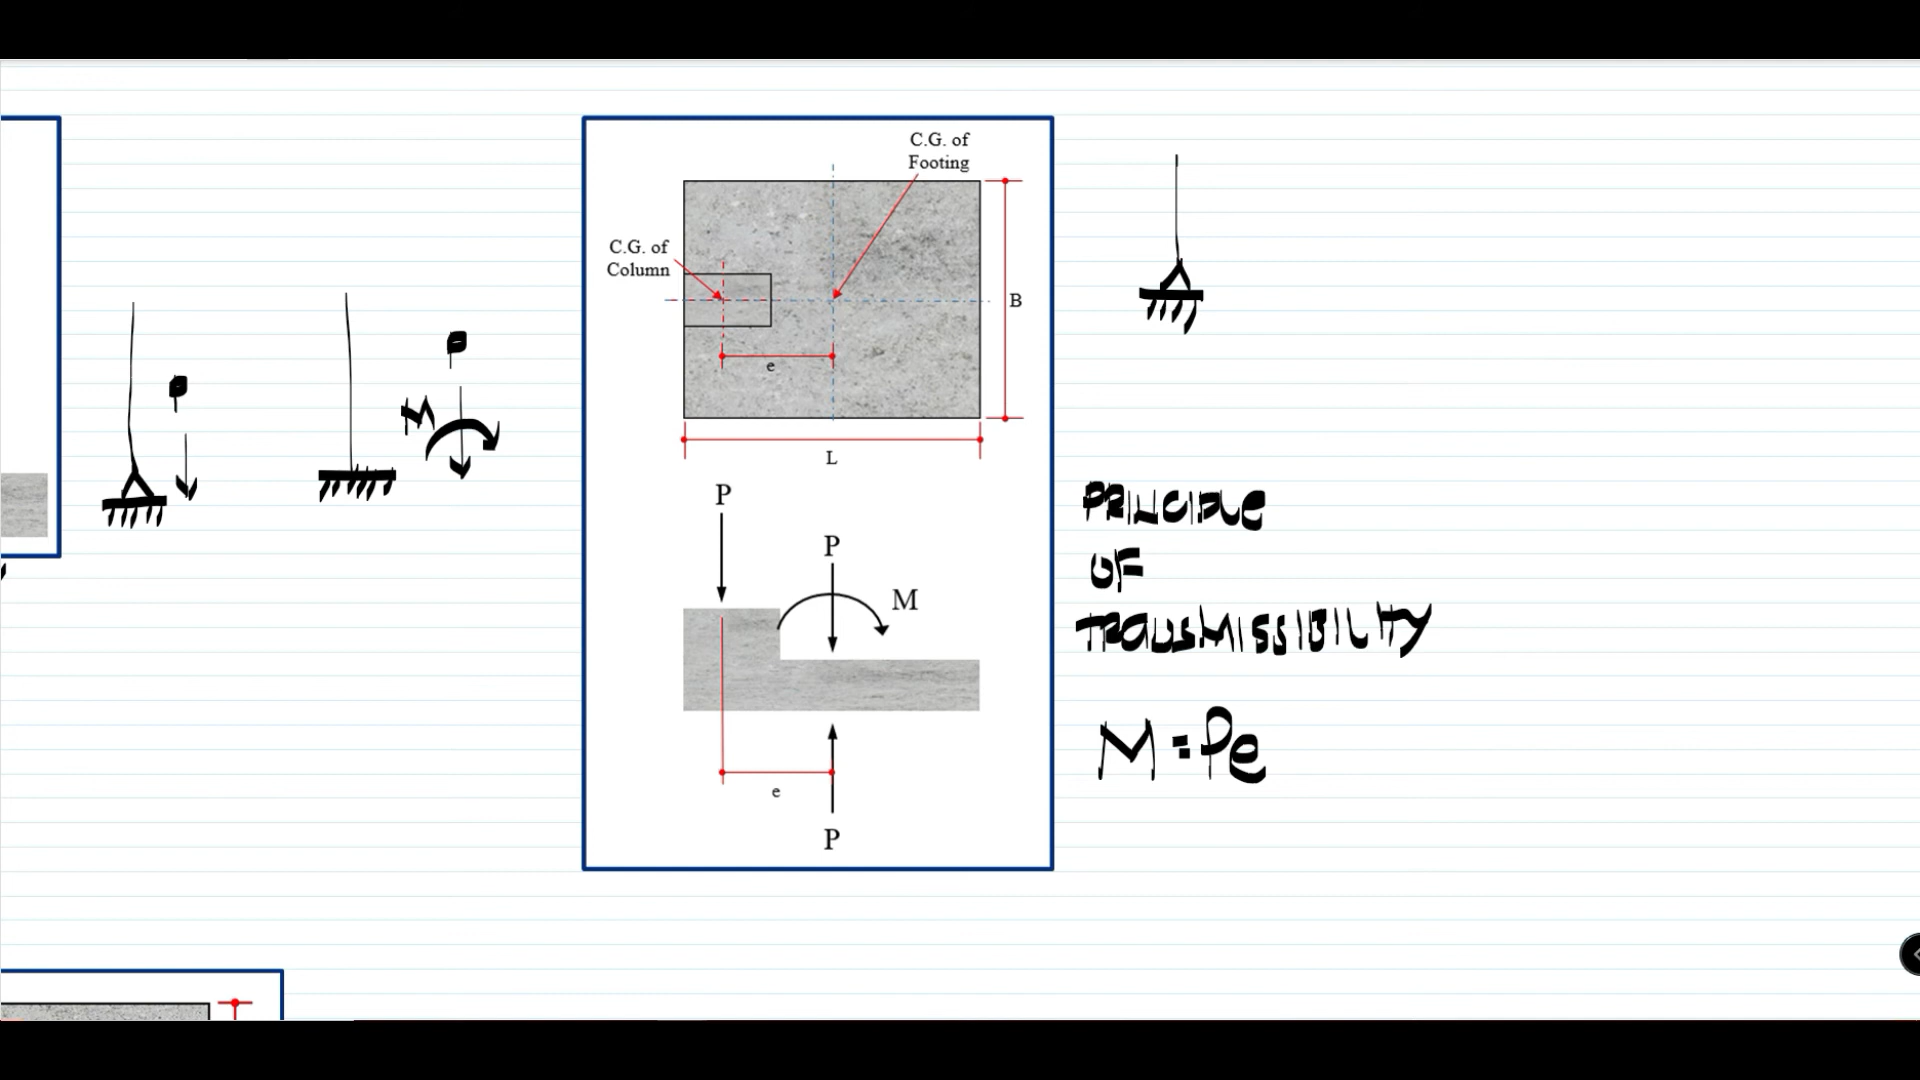 C.G. of
Footing
C.G. of
Column
B
e
L
P
P
M
e
P
P
P
M
PRINCIPLE
OF
TRANSMISSIBILITY
M = Pe